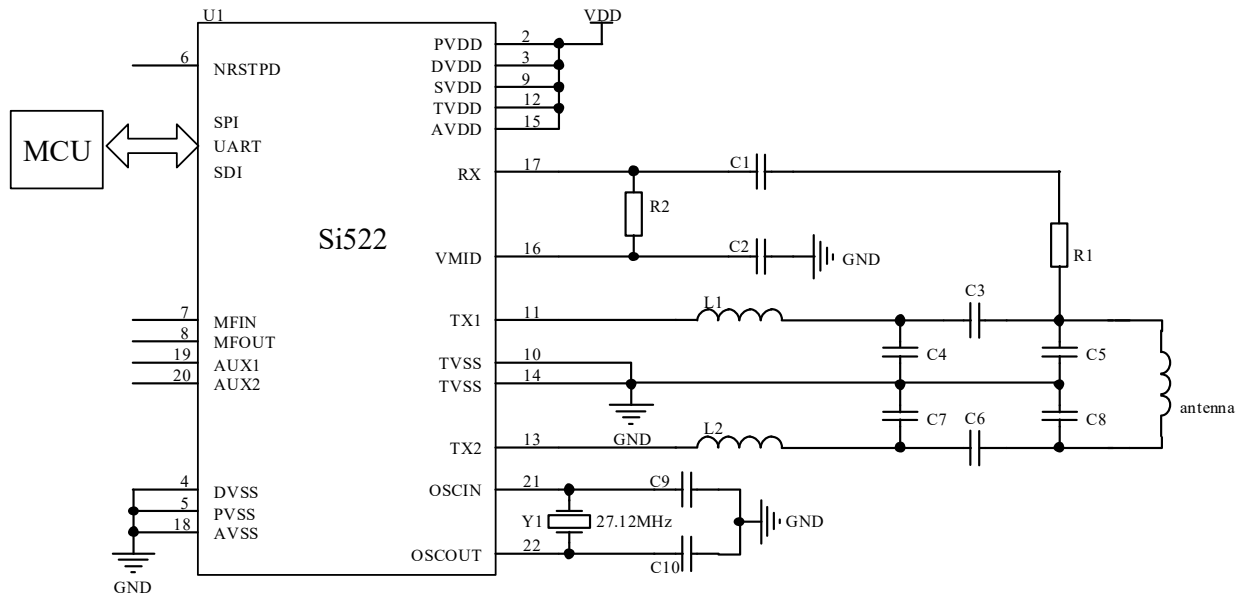 U1
VDD
PVDD 2
6 NRSTPD
DVDD 3
SVDD 9
TVDD 12
AVDD 15
SPI
MCU UART
SDI
RX 17
C1
R2
Si522
VMID 16
C2
GND
R1
7 MFIN
8 MFOUT
19 AUX1
20 AUX2
TX1 11
L1
C3
C4
C5
TVSS 10
TVSS 14
GND
antenna
C7
C6
C8
TX2 13
L2
4 DVSS
5 PVSS
18 AVSS
GND
OSCIN 21
C9
Y1 27.12MHz
GND
OSCOUT 22
C10